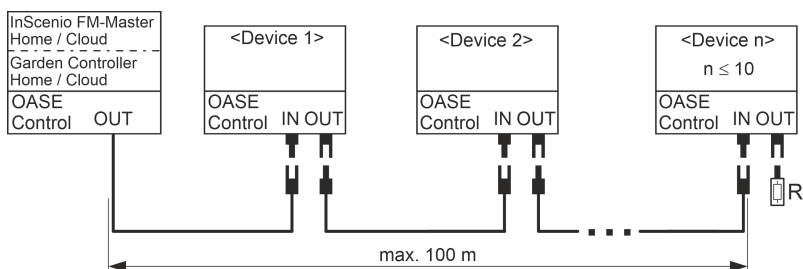 InScenio FM-Master
Home / Cloud
Garden Controller
Home / Cloud
OASE
Control OUT
<Device 1>
OASE
Control IN OUT
<Device 2>
OASE
Control IN OUT
<Device n>
n ≤ 10
OASE
Control IN OUT
R
max. 100 m